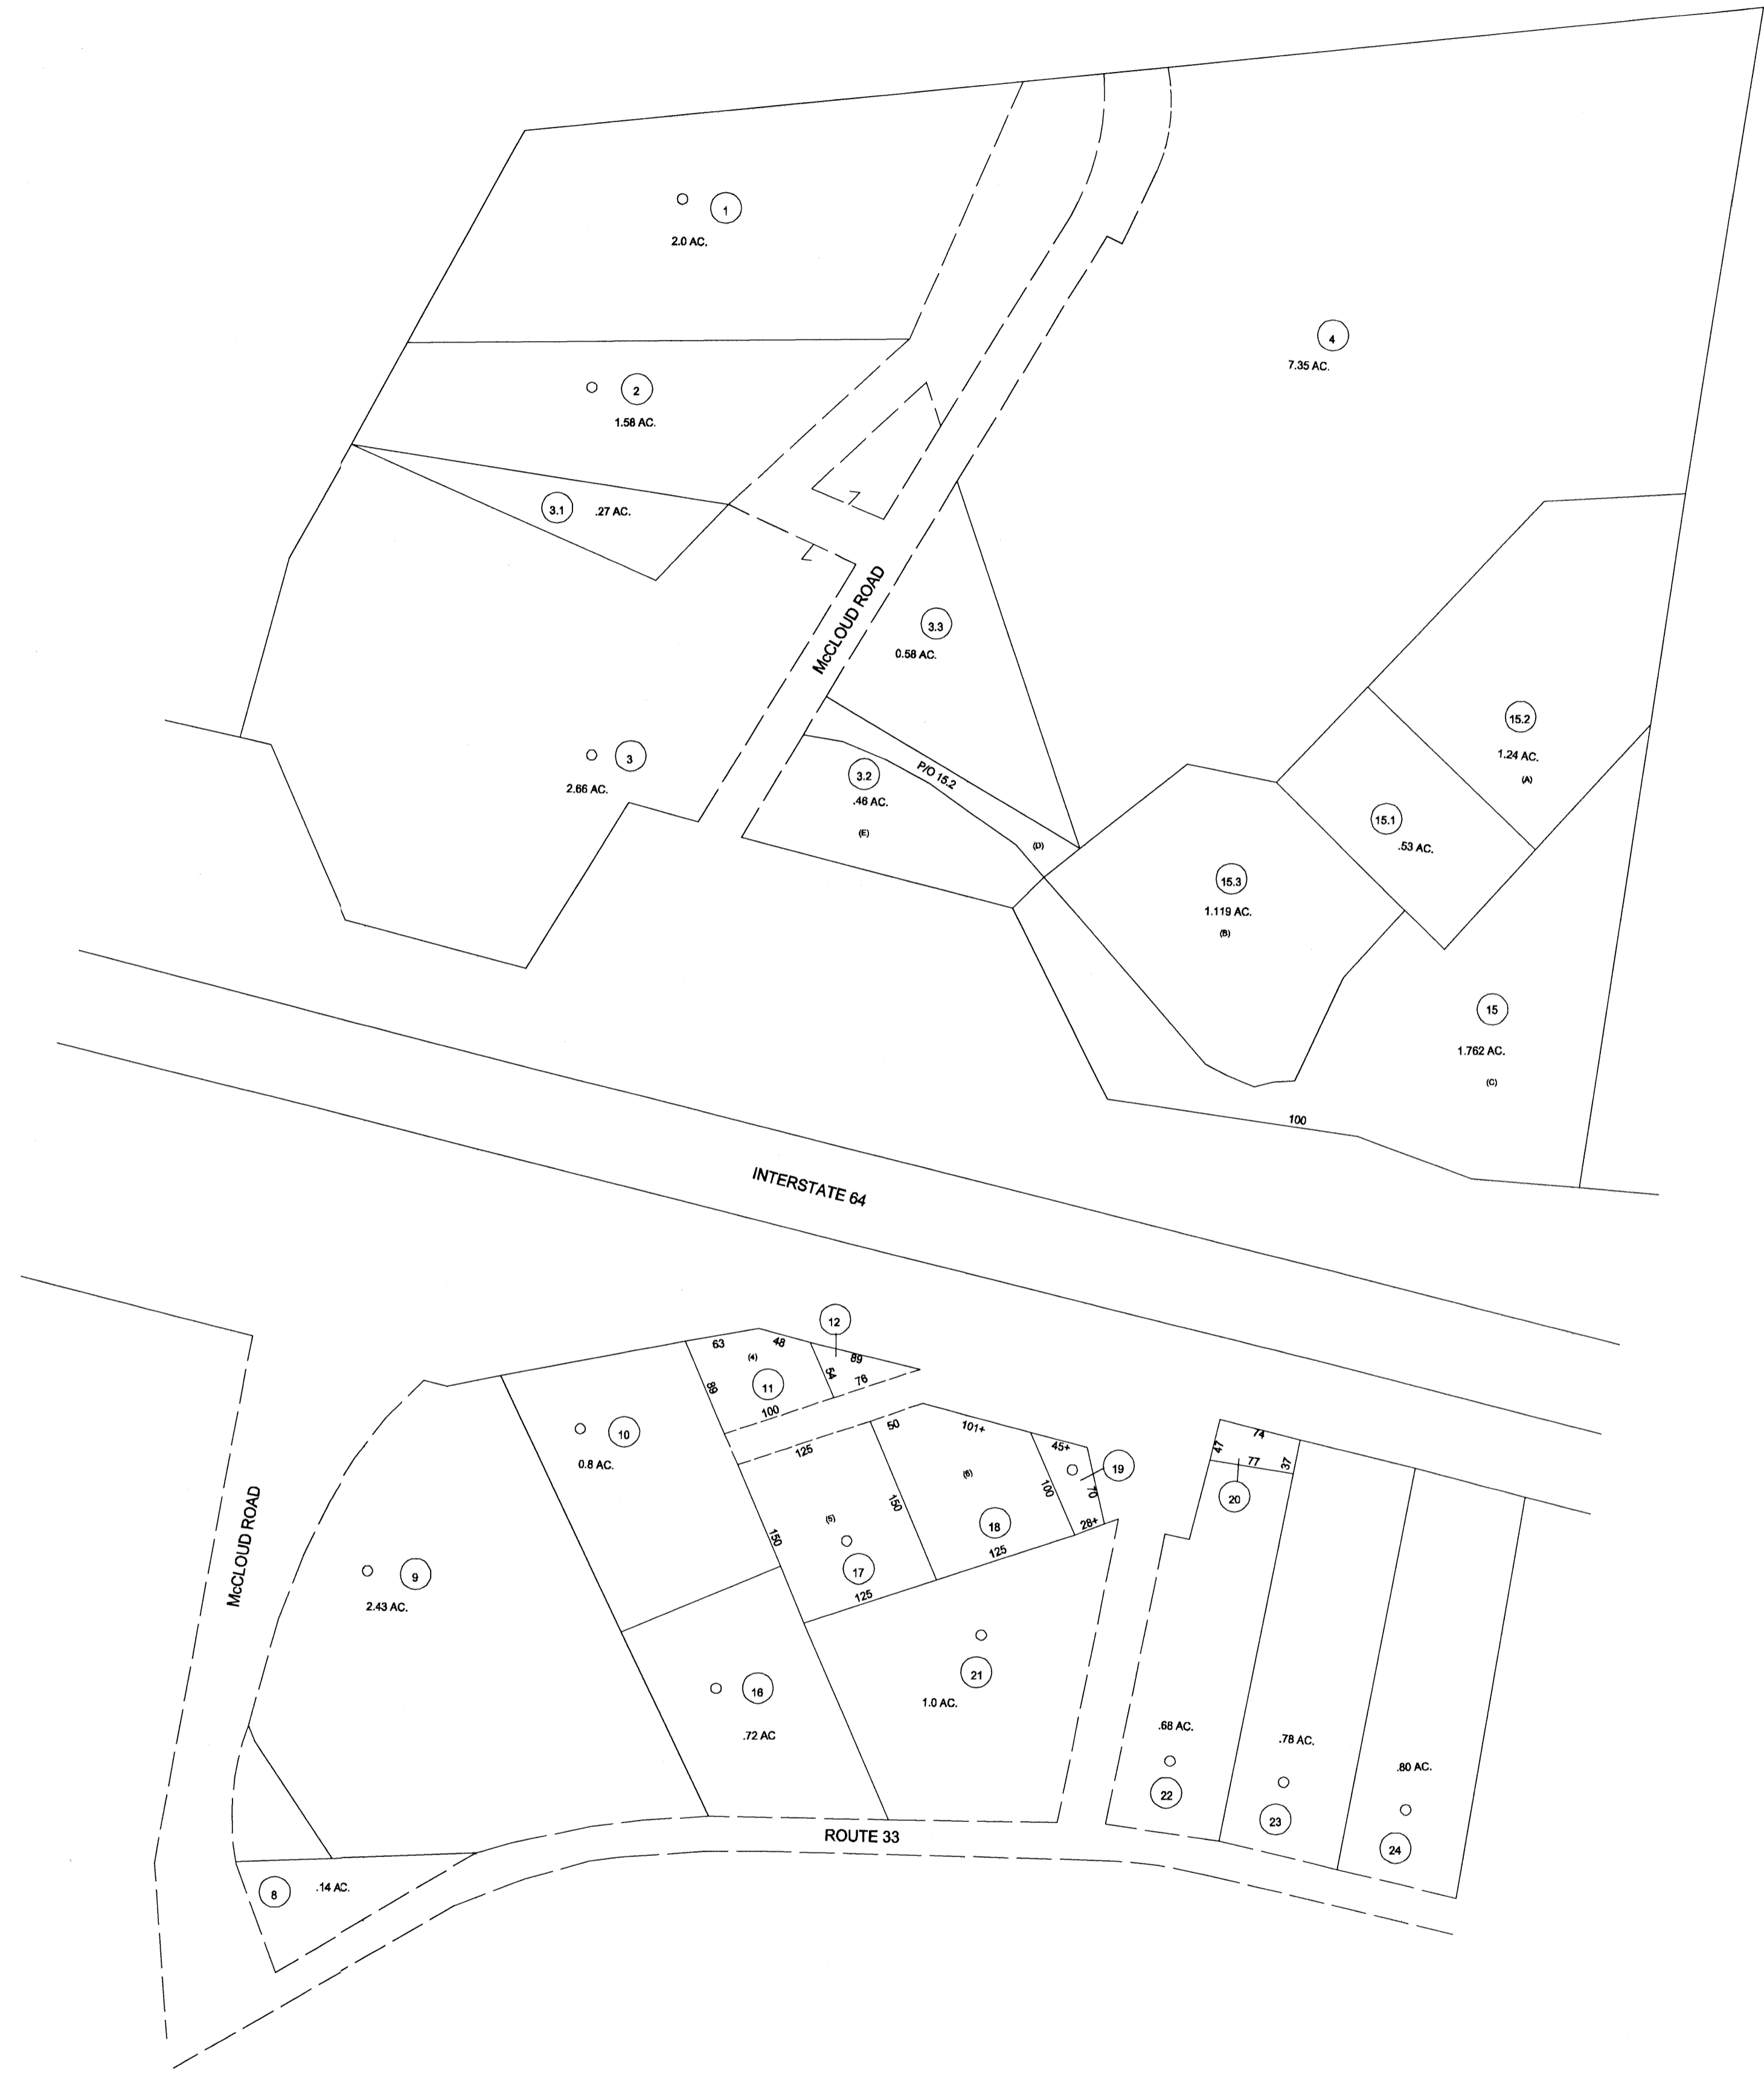 1
2.0 AC.
4
7.35 AC.
2
1.58 AC.
3.1
.27 AC.
McCLOUD ROAD
3.3
0.58 AC.
15.2
1.24 AC.
(A)
3
2.66 AC.
3.2
.46 AC.
(E)
P/O 15.2
(D)
15.1
.53 AC.
15.3
1.119 AC.
(B)
15
1.762 AC.
(C)
100
INTERSTATE 64
12
63
48
(4)
89
54
76
11
89
100
10
0.8 AC.
125
50
101+
45+
19
(6)
100
70
28+
150
18
125
(5)
17
150
125
74
47
77
37
20
McCLOUD ROAD
9
2.43 AC.
16
.72 AC
21
1.0 AC.
.68 AC.
22
.78 AC.
23
.80 AC.
24
ROUTE 33
8
.14 AC.